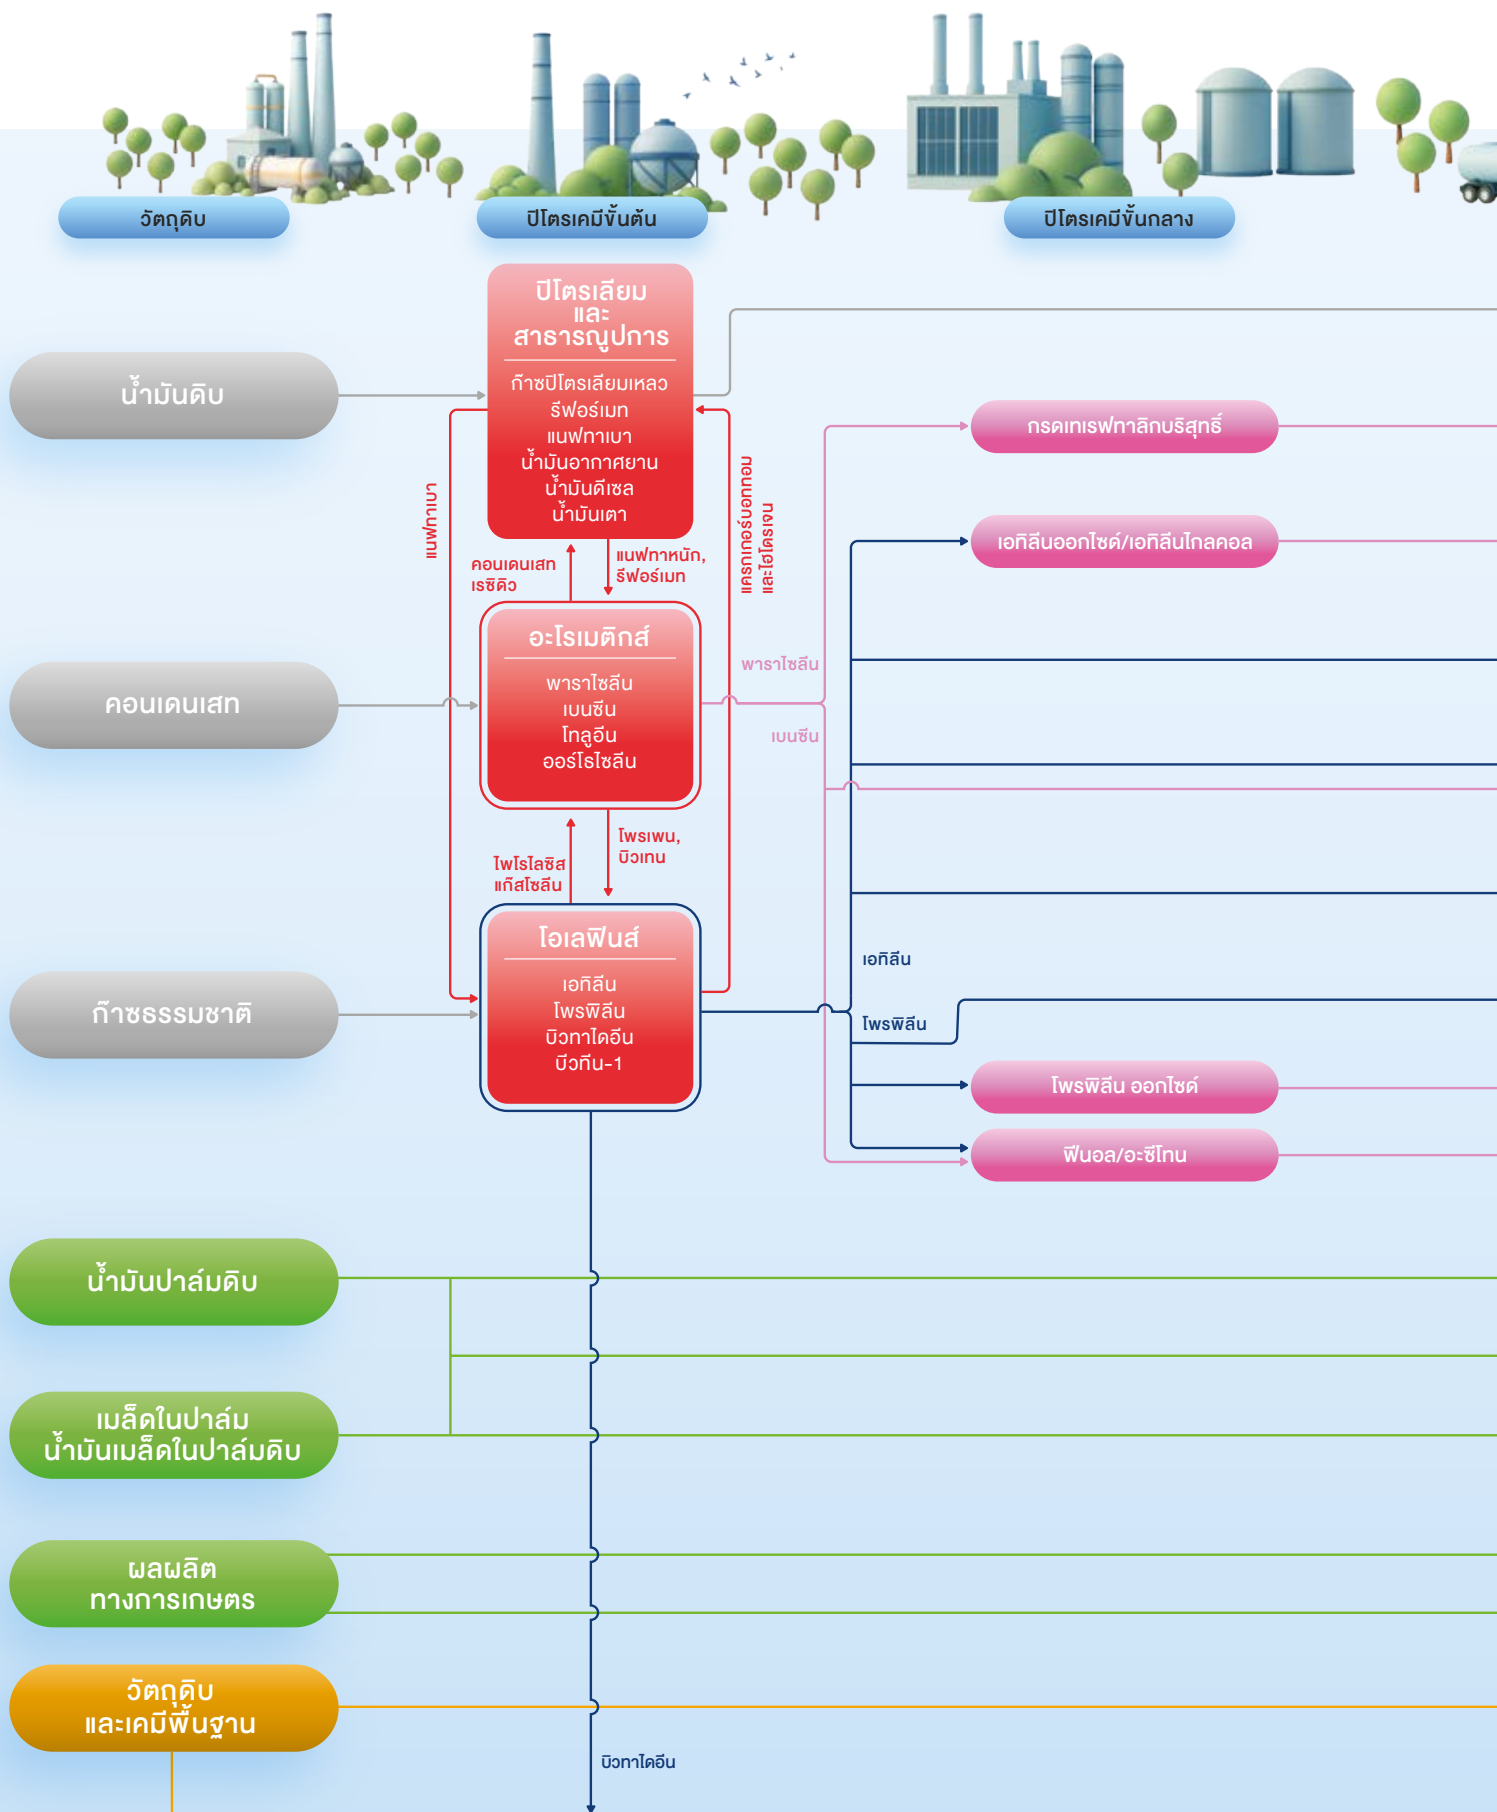 วัตถุดิบ
ปิโตรเคมีขั้นต้น
ปิโตรเคมีขั้นกลาง
น้ำมันดิบ
คอนเดนเสท
ก๊าซธรรมชาติ
น้ำมันปาล์มดิบ
เมล็ดในปาล์ม
น้ำมันเมล็ดในปาล์มดิบ
ผลผลิต
ทางการเกษตร
วัตถุดิบ
และเคมีพื้นฐาน
ปิโตรเลียม
และ
สาธารณูปการ
ก๊าซปิโตรเลียมเหลว
รีฟอร์เมท
แนฟทาเบา
น้ำมันอากาศยาน
น้ำมันดีเซล
น้ำมันเตา
แนฟทาเบา
คอนเดนเสท
เรซิดิว
แนฟทาหนัก,
รีฟอร์เมท
แครกเกอร์บอททอม
และไฮโดรเจน
อะโรเมติกส์
พาราไซลีน
เบนซีน
โทลูอีน
ออร์โธไซลีน
พาราไซลีน
เบนซีน
ไพโรไลซิส
แก๊สโซลีน
โพรเพน,
บิวเทน
โอเลฟินส์
เอทิลีน
โพรพิลีน
บิวทาไดอีน
บีวทีน-1
เอทิลีน
โพรพิลีน
บิวทาไดอีน
กรดเทเรฟทาลิกบริสุทธิ์
เอทิลีนออกไซด์/เอทิลีนไกลคอล
โพรพิลีน ออกไซด์
ฟีนอล/อะซีโทน